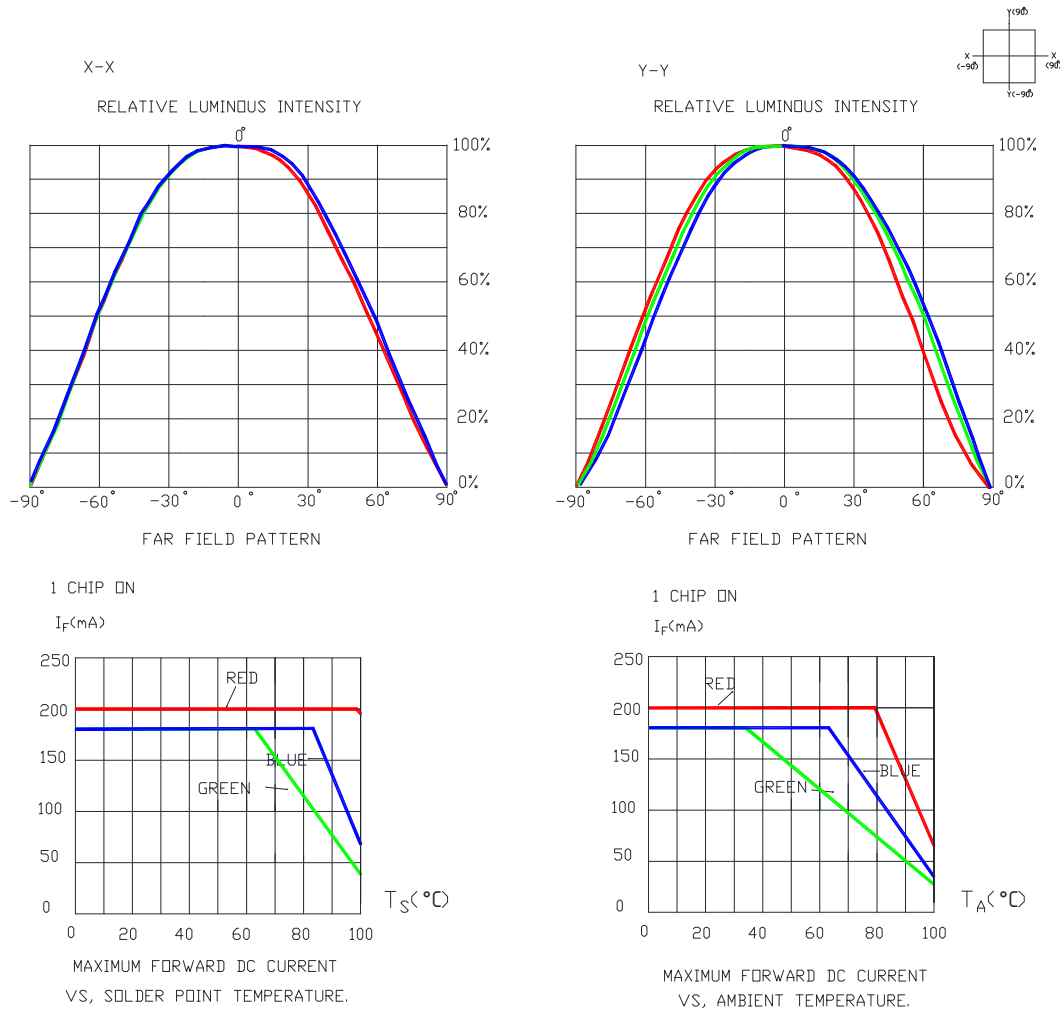 Y(90°)
X X
(-90°) (90°
Y(-90°)
X-X
RELATIVE LUMINOUS INTENSITY
0°
100%
80%
60%
40%
20%
0%
-90° -60° -30° 0 30° 60° 90°
FAR FIELD PATTERN
Y-Y
RELATIVE LUMINOUS INTENSITY
0°
100%
80%
60%
40%
20%
0%
-90° -60° -30° 0 30° 60° 90°
FAR FIELD PATTERN
1 CHIP ON
IF(mA)
250
200
150
100
50
0
RED
BLUE
GREEN
TS(°C)
0 20 40 60 80 100
MAXIMUM FORWARD DC CURRENT
VS, SOLDER POINT TEMPERATURE.
1 CHIP ON
IF(mA)
250
200
150
100
50
0
RED
BLUE
GREEN
TA(°C)
0 20 40 60 80 100
MAXIMUM FORWARD DC CURRENT
VS, AMBIENT TEMPERATURE.